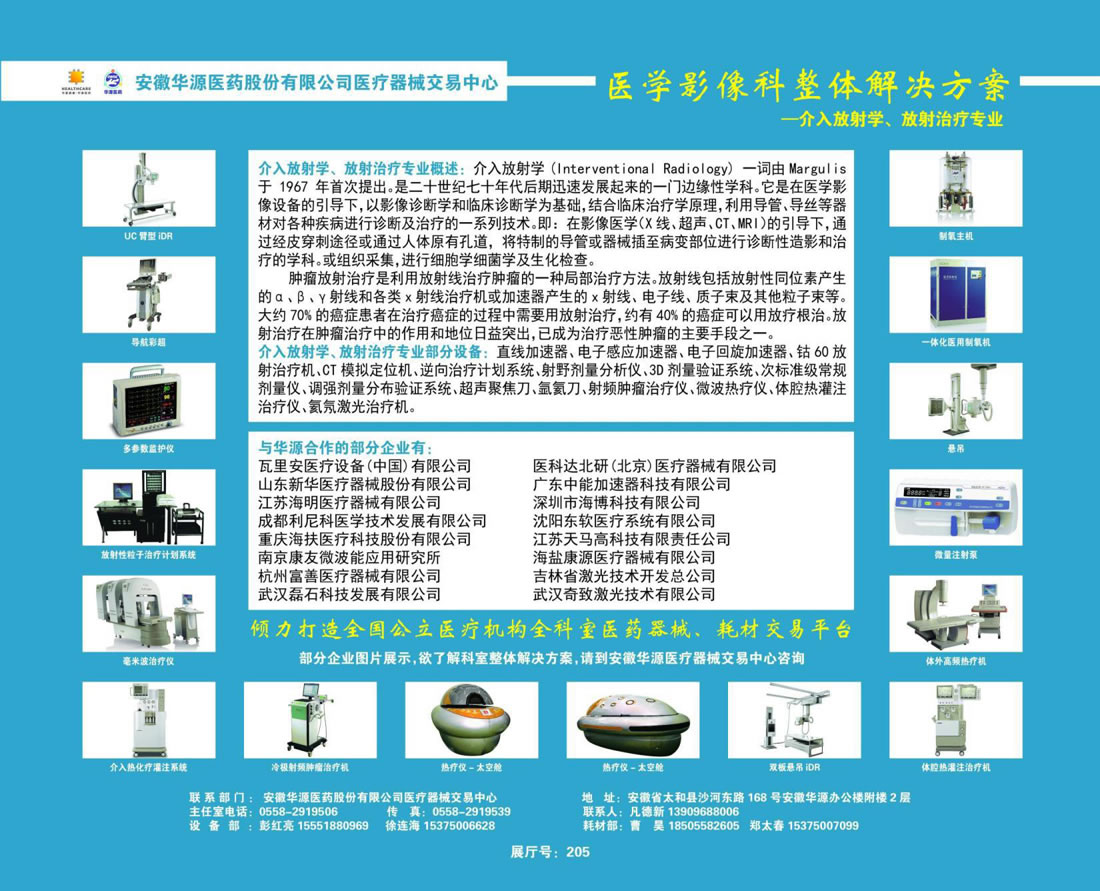 HEALTHCARE
华源医药
安徽华源医药股份有限公司医疗器械交易中心
医学影像科整体解决方案
—介入放射学、放射治疗专业
介入放射学、放射治疗专业概述：介入放射学（Interventional Radiology）一词由 Margulis
于 1967 年首次提出。是二十世纪七十年代后期迅速发展起来的一门边缘性学科。它是在医学影
像设备的引导下，以影像诊断学和临床诊断学为基础，结合临床治疗学原理，利用导管、导丝等器
材对各种疾病进行诊断及治疗的一系列技术。即：在影像医学（X 线、超声、CT、MRI）的引导下，通
过经皮穿刺途径或通过人体原有孔道，将特制的导管或器械插至病变部位进行诊断性造影和治
疗的学科。或组织采集，进行细胞学细菌学及生化检查。
肿瘤放射治疗是利用放射线治疗肿瘤的一种局部治疗方法。放射线包括放射性同位素产生
的 α、β、γ 射线和各类 x 射线治疗机或加速器产生的 x 射线、电子线、质子束及其他粒子束等。
大约 70% 的癌症患者在治疗癌症的过程中需要用放射治疗，约有 40% 的癌症可以用放疗根治。放
射治疗在肿瘤治疗中的作用和地位日益突出，已成为治疗恶性肿瘤的主要手段之一。
介入放射学、放射治疗专业部分设备：直线加速器、电子感应加速器、电子回旋加速器、钴 60 放
射治疗机、CT 模拟定位机、逆向治疗计划系统、射野剂量分析仪、3D 剂量验证系统、次标准级常规
剂量仪、调强剂量分布验证系统、超声聚焦刀、氩氦刀、射频肿瘤治疗仪、微波热疗仪、体腔热灌注
治疗仪、氦氖激光治疗机。
与华源合作的部分企业有：
瓦里安医疗设备（中国）有限公司 医科达北研（北京）医疗器械有限公司
山东新华医疗器械股份有限公司 广东中能加速器科技有限公司
江苏海明医疗器械有限公司 深圳市海博科技有限公司
成都利尼科医学技术发展有限公司 沈阳东软医疗系统有限公司
重庆海扶医疗科技股份有限公司 江苏天马高科技有限责任公司
南京康友微波能应用研究所 海盐康源医疗器械有限公司
杭州富善医疗器械有限公司 吉林省激光技术开发总公司
武汉磊石科技发展有限公司 武汉奇致激光技术有限公司
倾力打造全国公立医疗机构全科室医药器械、耗材交易平台
部分企业图片展示，欲了解科室整体解决方案，请到安徽华源医疗器械交易中心咨询
UC 臂型 iDR
导航彩超
多参数监护仪
放射性粒子治疗计划系统
毫米波治疗仪
制氧主机
一体化医用制氧机
悬吊
微量注射泵
体外高频热疗机
介入热化疗灌注系统 冷极射频肿瘤治疗机 热疗仪－太空舱 热疗仪－太空舱 双板悬吊 iDR 体腔热灌注治疗机
联系部门：安徽华源医药股份有限公司医疗器械交易中心
主任室电话：0558-2919506 传 真：0558-2919539
设 备 部：彭红亮 15551880969 徐连海 15375006628
地 址：安徽省太和县沙河东路 168 号安徽华源办公楼附楼 2 层
联系人：凡德新 13909688006
耗材部：曹 昊 18505582605 郑太春 15375007099
展厅号：205